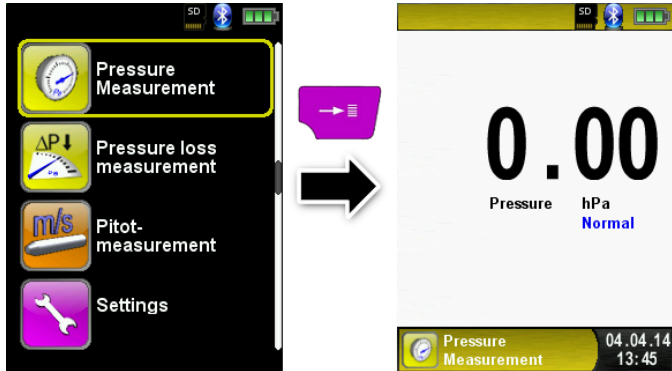 SD
Pressure
Measurement
ΔP
Pressure loss
measurement
m/s
Pitot-
measurement
Settings
SD
0.00
Pressure hPa
Normal
Pressure
Measurement
04.04.14
13:45